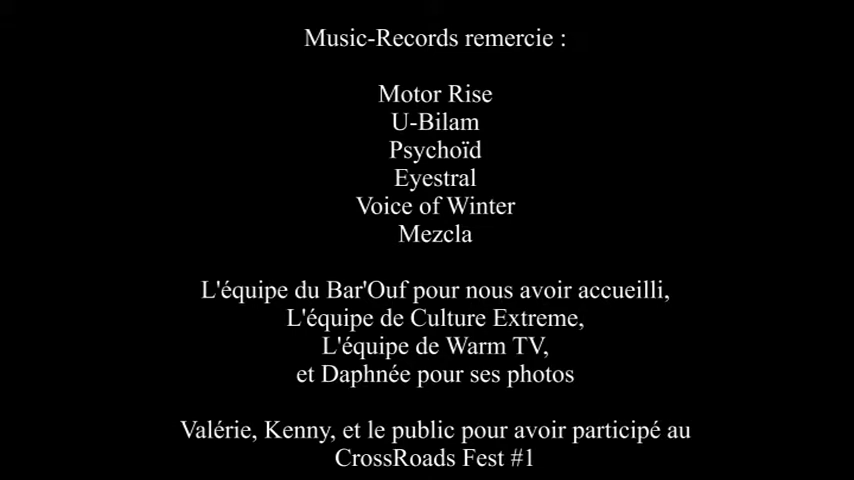 Music-Records remercie :
Motor Rise
U-Bilam
Psychoïd
Eyestral
Voice of Winter
Mezcla
L'équipe du Bar'Ouf pour nous avoir accueilli,
L'équipe de Culture Extreme,
L'équipe de Warm TV,
et Daphnée pour ses photos
Valérie, Kenny, et le public pour avoir participé au
CrossRoads Fest #1